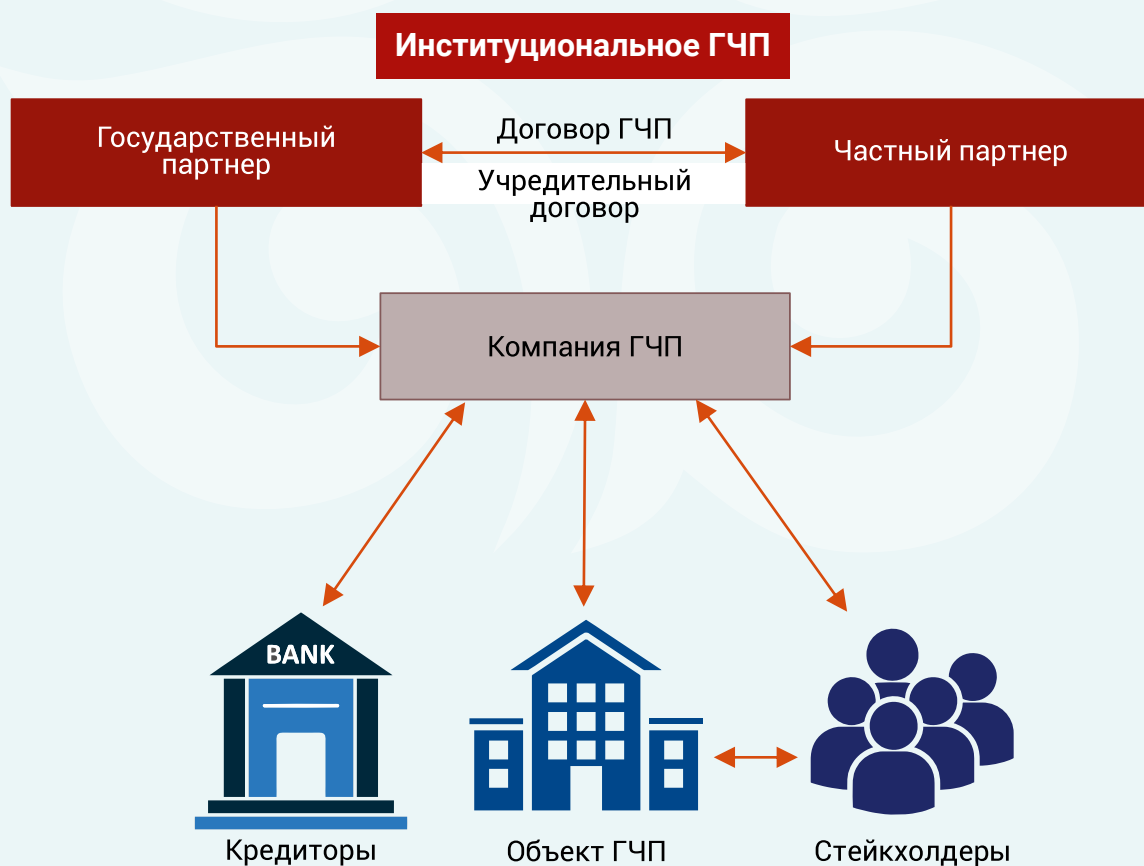 Институциональное ГЧП
Государственный
партнер
Договор ГЧП
Учредительный
договор
Частный партнер
Компания ГЧП
BANK
Кредиторы
Объект ГЧП
Стейкхолдеры